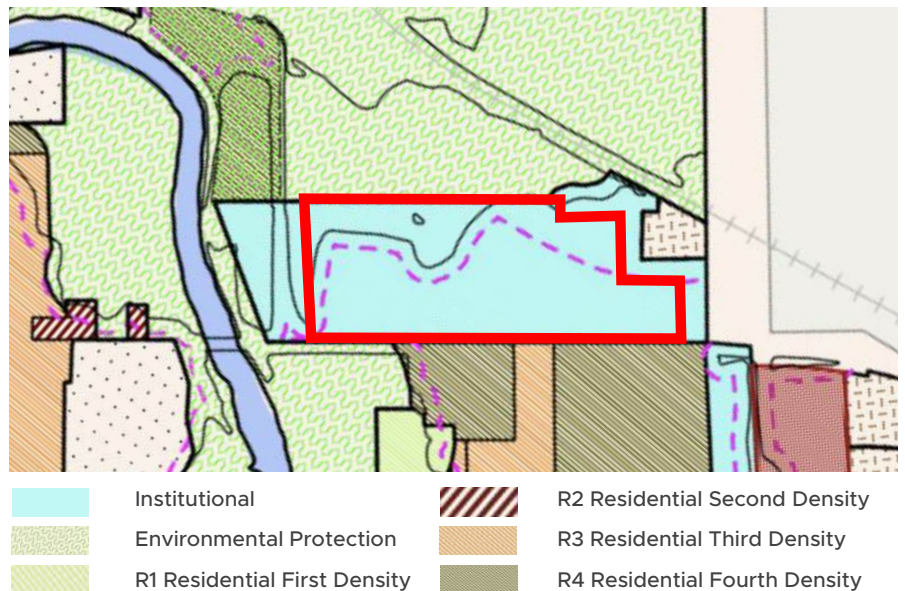 Institutional
R2 Residential Second Density
Environmental Protection
R3 Residential Third Density
R1 Residential First Density
R4 Residential Fourth Density